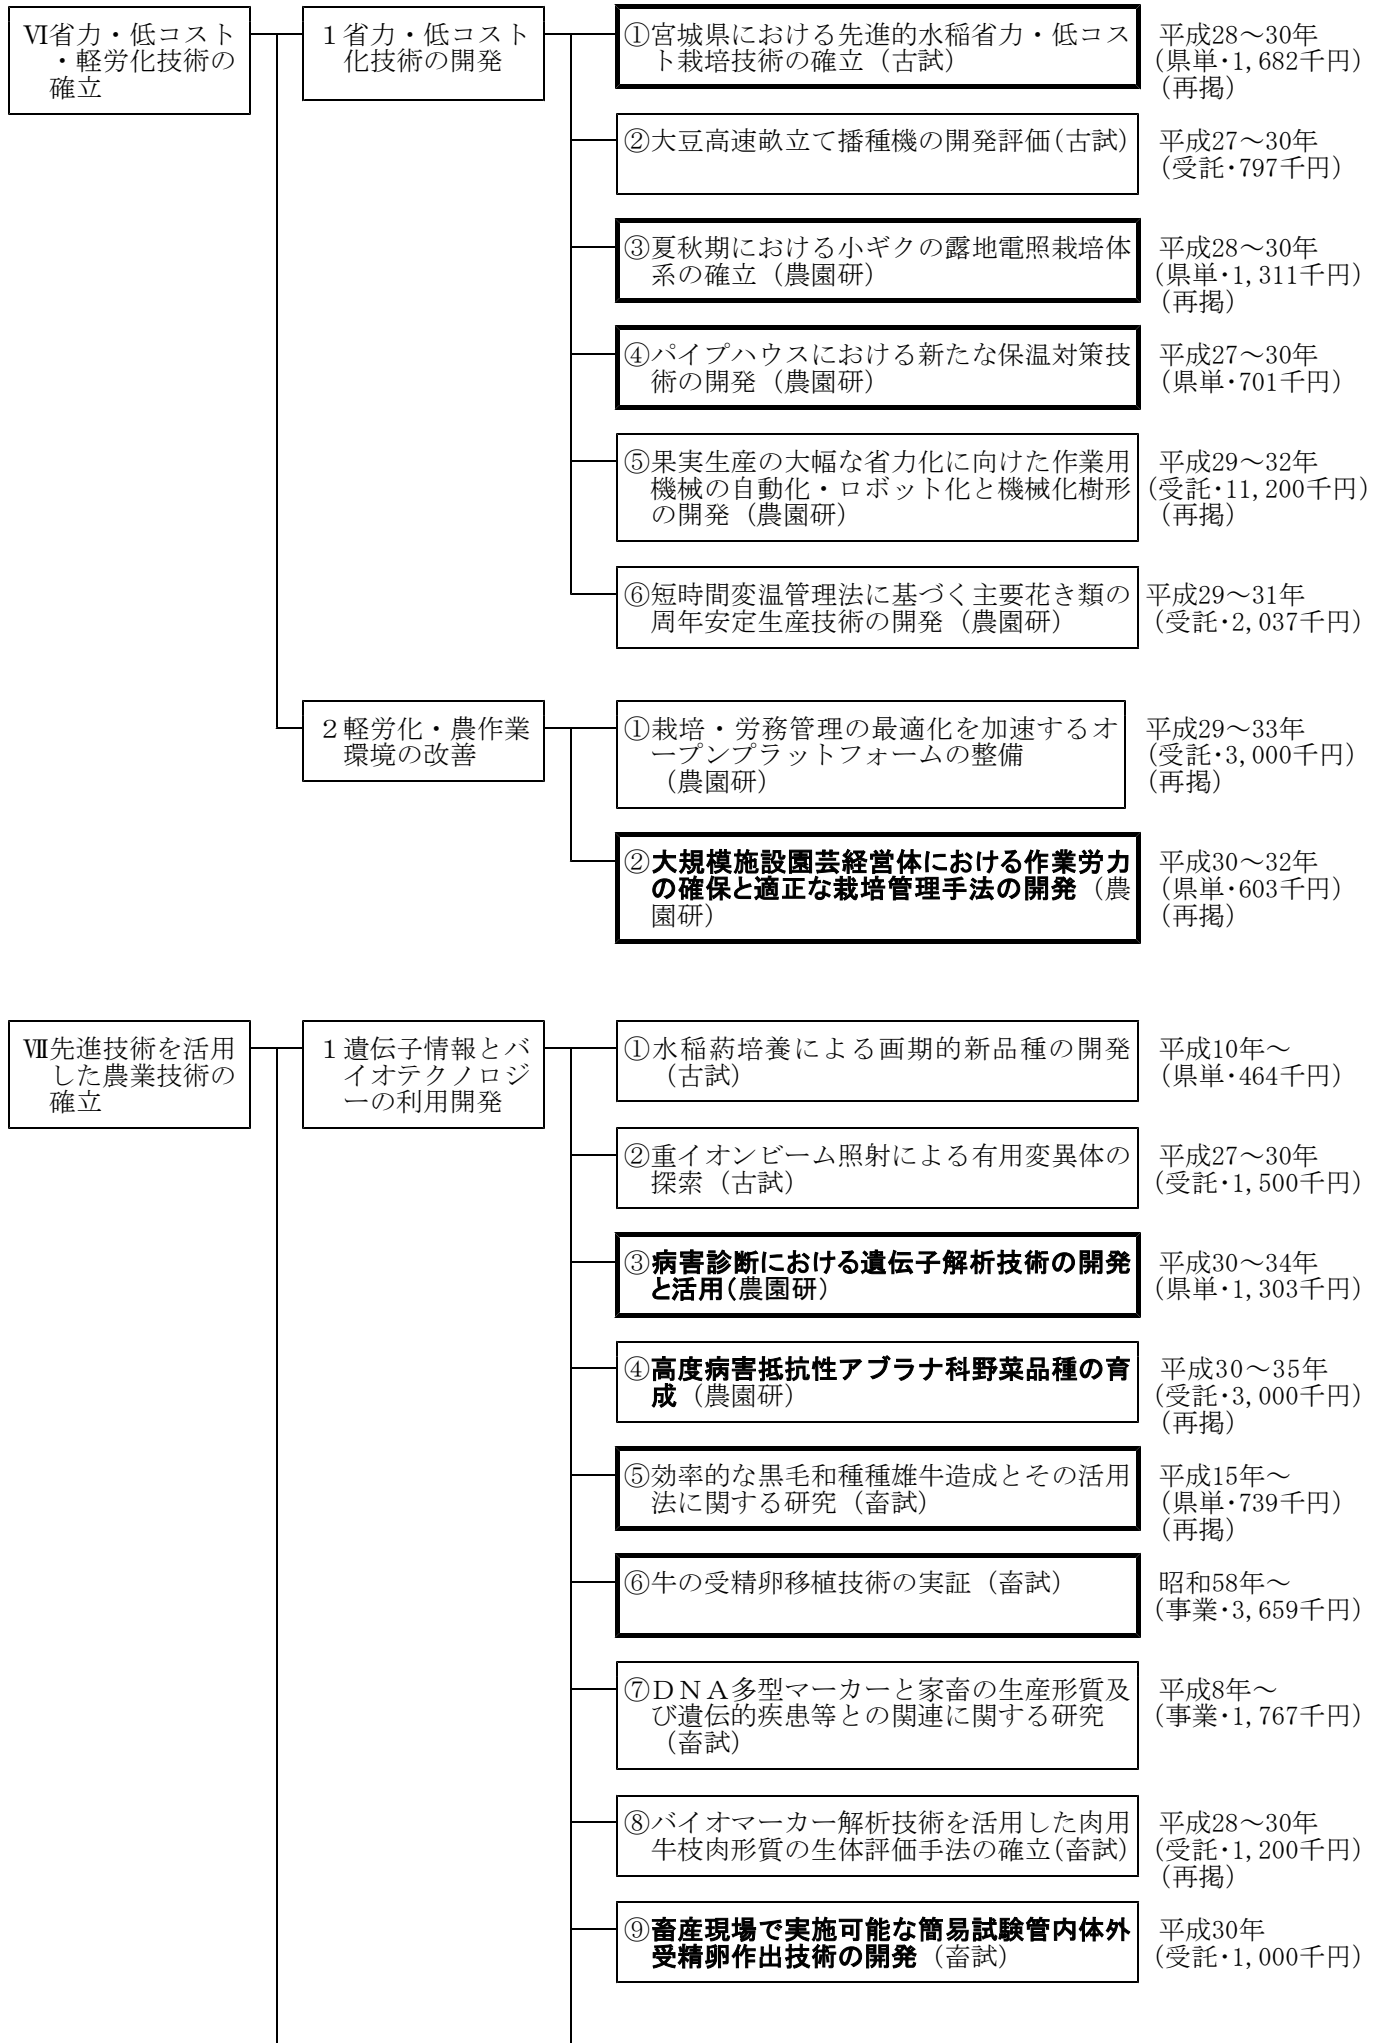 Ⅵ省力・低コスト
・軽労化技術の
確立
１省力・低コスト
化技術の開発
①宮城県における先進的水稲省力・低コス
ト栽培技術の確立（古試）
平成28～30年
（県単・1,682千円）
（再掲）
②大豆高速畝立て播種機の開発評価（古試）
平成27～30年
（受託・797千円）
③夏秋期における小ギクの露地電照栽培体
系の確立（農園研）
平成28～30年
（県単・1,311千円）
（再掲）
④パイプハウスにおける新たな保温対策技
術の開発（農園研）
平成27～30年
（県単・701千円）
⑤果実生産の大幅な省力化に向けた作業用
機械の自動化・ロボット化と機械化樹形
の開発（農園研）
平成29～32年
（受託・11,200千円）
（再掲）
⑥短時間変温管理法に基づく主要花き類の
周年安定生産技術の開発（農園研）
平成29～31年
（受託・2,037千円）
２軽労化・農作業
環境の改善
①栽培・労務管理の最適化を加速するオ
ープンプラットフォームの整備
（農園研）
平成29～33年
（受託・3,000千円）
（再掲）
②大規模施設園芸経営体における作業労力
の確保と適正な栽培管理手法の開発（農
園研）
平成30～32年
（県単・603千円）
（再掲）
Ⅶ先進技術を活用
した農業技術の
確立
１遺伝子情報とバ
イオテクノロジ
ーの利用開発
①水稲葯培養による画期的新品種の開発
（古試）
平成10年～
（県単・464千円）
②重イオンビーム照射による有用変異体の
探索（古試）
平成27～30年
（受託・1,500千円）
③病害診断における遺伝子解析技術の開発
と活用（農園研）
平成30～34年
（県単・1,303千円）
④高度病害抵抗性アブラナ科野菜品種の育
成（農園研）
平成30～35年
（受託・3,000千円）
（再掲）
⑤効率的な黒毛和種種雄牛造成とその活用
法に関する研究（畜試）
平成15年～
（県単・739千円）
（再掲）
⑥牛の受精卵移植技術の実証（畜試）
昭和58年～
（事業・3,659千円）
⑦ＤＮＡ多型マーカーと家畜の生産形質及
び遺伝的疾患等との関連に関する研究
（畜試）
平成8年～
（事業・1,767千円）
⑧バイオマーカー解析技術を活用した肉用
牛枝肉形質の生体評価手法の確立（畜試）
平成28～30年
（受託・1,200千円）
（再掲）
⑨畜産現場で実施可能な簡易試験管内体外
受精卵作出技術の開発（畜試）
平成30年
（受託・1,000千円）